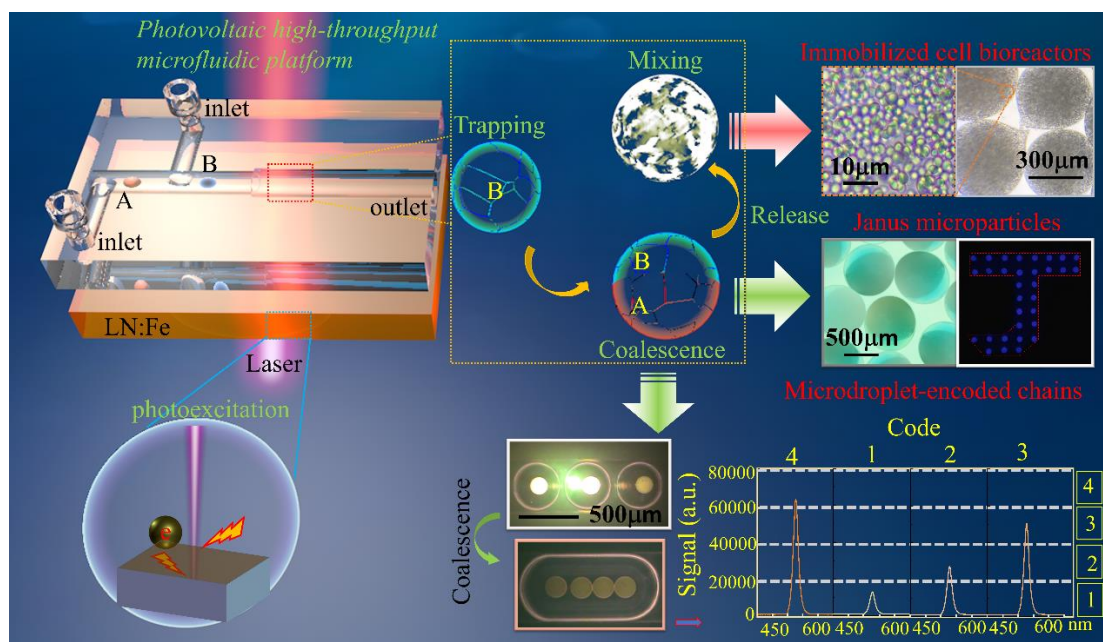 Photovoltaic high-throughput
microfluidic platform
inlet
B
A
inlet
outlet
LN:Fe
Laser
photoexcitation
e
Trapping
B
Mixing
Release
B
A
Coalescence
Immobilized cell bioreactors
10μm
300μm
Janus microparticles
500μm
Microdroplet-encoded chains
Coalescence
500μm
Code
4 1 2 3
Signal (a.u.)
80000
60000
40000
20000
0
4
3
2
1
450 600 450 600 450 600 450 600 nm